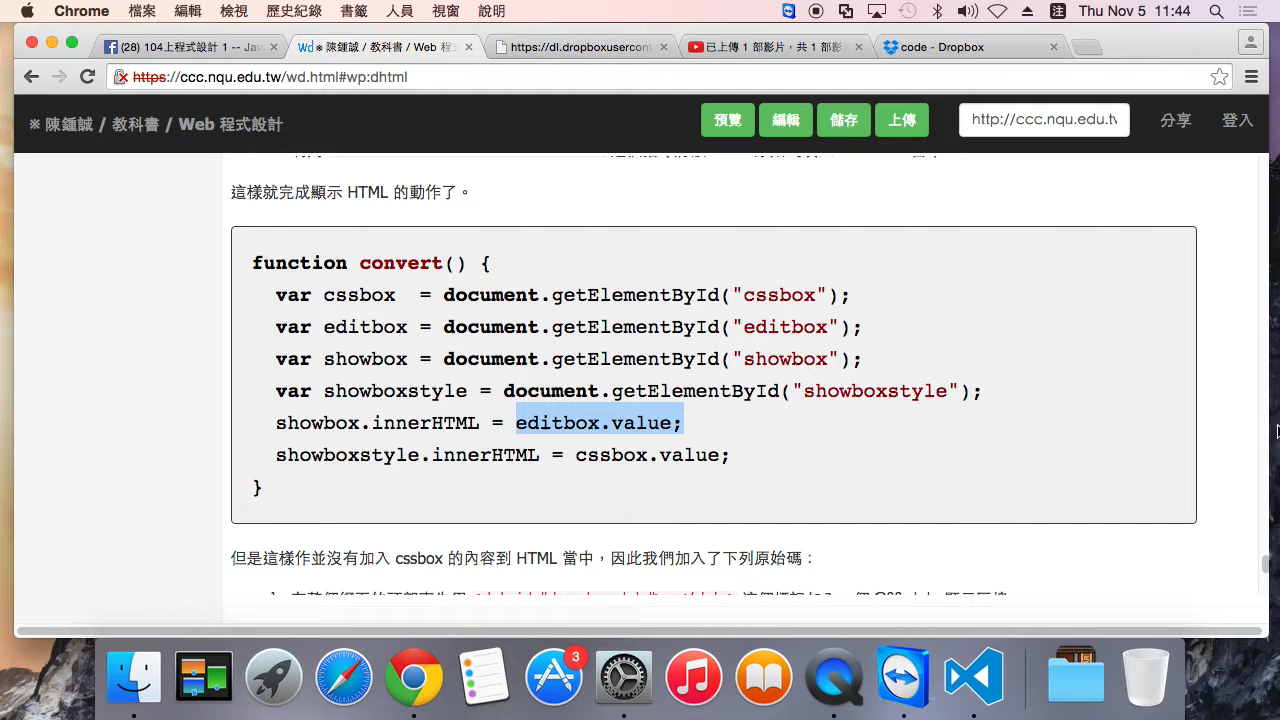 Chrome 檔案 編輯 檢視 歷史紀錄 書籤 人員 視窗 說明 注 Thu Nov 5 11:44
(28) 104上程式設計 1 -- Jav
Wd ※ 陳鍾誠 / 教科書 / Web 程式
https://dl.dropboxusercont
已上傳 1 部影片，共 1 部影
code - Dropbox
https://ccc.nqu.edu.tw/wd.html#wp:dhtml
※ 陳鍾誠 / 教科書 / Web 程式設計 預覽 編輯 儲存 上傳 http://ccc.nqu.edu.tv 分享 登入
這樣就完成顯示 HTML 的動作了。
function convert() {
var cssbox = document.getElementById("cssbox");
var editbox = document.getElementById("editbox");
var showbox = document.getElementById("showbox");
var showboxstyle = document.getElementById("showboxstyle");
showbox.innerHTML = editbox.value;
showboxstyle.innerHTML = cssbox.value;
}
但是這樣作並沒有加入 cssbox 的內容到 HTML 當中，因此我們加入了下列原始碼：
3